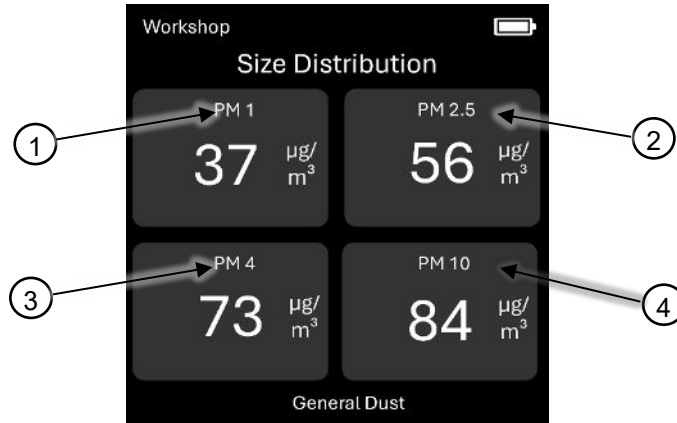 Workshop
Size Distribution
1
PM 1
37 µg/
m³
PM 2.5
56 µg/
m³
2
3
PM 4
73 µg/
m³
PM 10
84 µg/
m³
4
General Dust